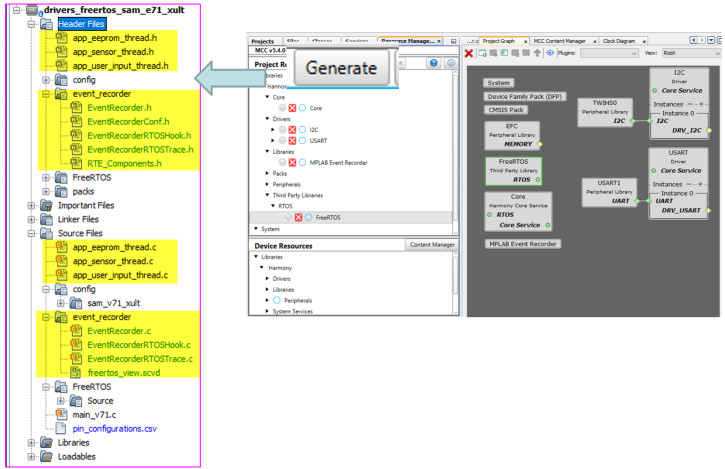 drivers_freertos_sam_e71_xult
Header Files
app_eeprom_thread.h
app_sensor_thread.h
app_user_input_thread.h
config
event_recorder
EventRecorder.h
EventRecorderConf.h
EventRecorderRTOSHook.h
EventRecorderRTOSTrace.h
RTE_Components.h
FreeRTOS
packs
Important Files
Linker Files
Source Files
app_eeprom_thread.c
app_sensor_thread.c
app_user_input_thread.c
config
sam_v71_xult
event_recorder
EventRecorder.c
EventRecorderRTOSHook.c
EventRecorderRTOSTrace.c
freertos_view.scvd
FreeRTOS
Source
main_v71.c
pin_configurations.csv
Libraries
Loadables
Generate
Projects Files Classes Services Resource Manage... ×
MCC v5.4.0
Project R
braries
Harmo
Core
Core
Drivers
I2C
USART
Libraries
MPLAB Event Recorder
Packs
Peripherals
Third Party Libraries
RTOS
FreeRTOS
System
Device Resources Content Manager
Libraries
Harmony
Drivers
Libraries
Peripherals
System Services
Project Graph × MCC Content Manager × Clock Diagram ×
Plugins: View: Root
System
Device Family Pack (DFP)
CMSIS Pack
EFC
Peripheral Library
MEMORY
FreeRTOS
Third Party Library
RTOS
Core
Harmony Core Service
RTOS
Core Service
MPLAB Event Recorder
TWIHS0
Peripheral Library
I2C
USART1
Peripheral Library
UART
I2C
Driver
Core Service
Instances
Instance 0
I2C
DRV_I2C
USART
Driver
Core Service
Instances
Instance 0
UART
DRV_USART